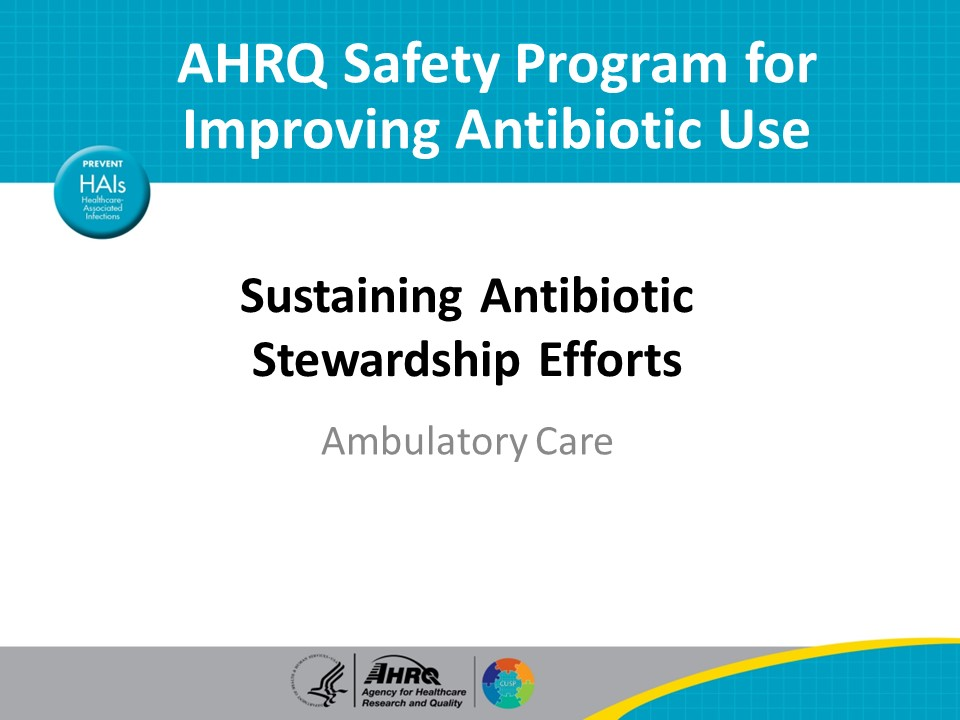 AHRQ Safety Program for
Improving Antibiotic Use
PREVENT
HAIs
Healthcare-
Associated
Infections
Sustaining Antibiotic
Stewardship Efforts
Ambulatory Care
AHRQ
Agency for Healthcare
Research and Quality
CUSP